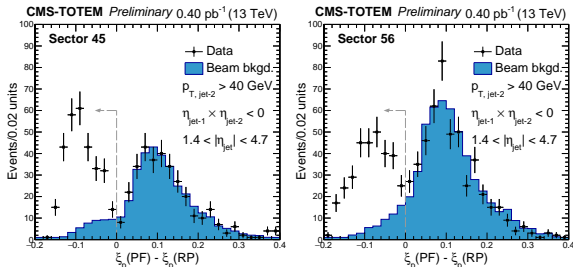 CMS-TOTEM Preliminary 0.40 pb⁻¹ (13 TeV)
Sector 45
Data
Beam bkgd.
p_T, jet-2 > 40 GeV
η_jet-1 × η_jet-2 < 0
1.4 < |η_jet| < 4.7
Events/0.02 units
100
90
80
70
60
50
40
30
20
10
-0.2 -0.1 0 0.1 0.2 0.3 0.4
ξ_p(PF) - ξ_p(RP)
CMS-TOTEM Preliminary 0.40 pb⁻¹ (13 TeV)
Sector 56
Data
Beam bkgd.
p_T, jet-2 > 40 GeV
η_jet-1 × η_jet-2 < 0
1.4 < |η_jet| < 4.7
Events/0.02 units
100
90
80
70
60
50
40
30
20
10
-0.2 -0.1 0 0.1 0.2 0.3 0.4
ξ_p(PF) - ξ_p(RP)